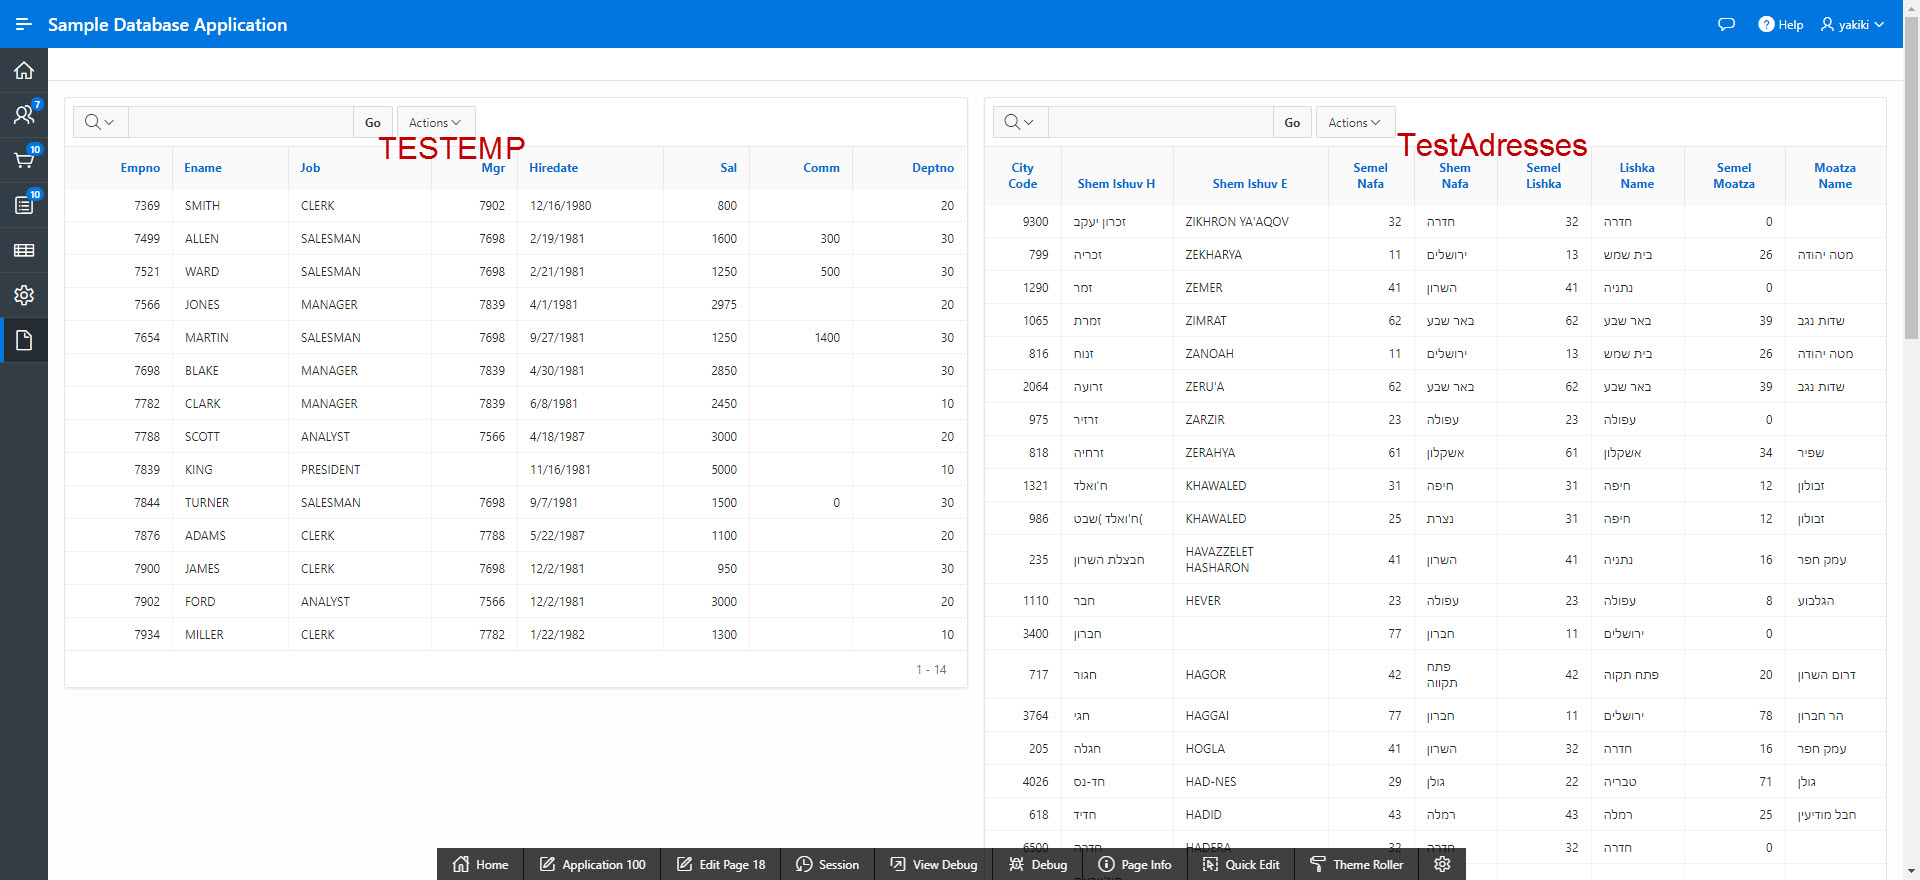 Sample Database Application
Help
yakiki
7
10
10
Go
Actions
TESTEMP
Empno Ename Job Mgr Hiredate Sal Comm Deptno
7369 SMITH CLERK 7902 12/16/1980 800 20
7499 ALLEN SALESMAN 7698 2/19/1981 1600 300 30
7521 WARD SALESMAN 7698 2/21/1981 1250 500 30
7566 JONES MANAGER 7839 4/1/1981 2975 20
7654 MARTIN SALESMAN 7698 9/27/1981 1250 1400 30
7698 BLAKE MANAGER 7839 4/30/1981 2850 30
7782 CLARK MANAGER 7839 6/8/1981 2450 10
7788 SCOTT ANALYST 7566 4/18/1987 3000 20
7839 KING PRESIDENT 11/16/1981 5000 10
7844 TURNER SALESMAN 7698 9/7/1981 1500 0 30
7876 ADAMS CLERK 7788 5/22/1987 1100 20
7900 JAMES CLERK 7698 12/2/1981 950 30
7902 FORD ANALYST 7566 12/2/1981 3000 20
7934 MILLER CLERK 7782 1/22/1982 1300 10
1 - 14
Go
Actions
TestAdresses
City Code Shem Ishuv H Shem Ishuv E Semel Nafa Shem Nafa Semel Lishka Lishka Name Semel Moatza Moatza Name
9300 זכרון יעקב ZIKHRON YA'AQOV 32 חדרה 32 חדרה 0
799 זכריה ZEKHARYA 11 ירושלים 13 בית שמש 26 מטה יהודה
1290 זמר ZEMER 41 השרון 41 נתניה 0
1065 זמרת ZIMRAT 62 באר שבע 62 באר שבע 39 שדות נגב
816 זנוח ZANOAH 11 ירושלים 13 בית שמש 26 מטה יהודה
2064 זרועה ZERU'A 62 באר שבע 62 באר שבע 39 שדות נגב
975 זרזיר ZARZIR 23 עפולה 23 עפולה 0
818 זרחיה ZERAHYA 61 אשקלון 61 אשקלון 34 שפיר
1321 ח'ואלד KHAWALED 31 חיפה 31 חיפה 12 זבולון
986 ח'ואלד (שבט( KHAWALED 25 נצרת 31 חיפה 12 זבולון
235 חבצלת השרון HAVAZZELET HASHARON 41 השרון 41 נתניה 16 עמק חפר
1110 חבר HEVER 23 עפולה 23 עפולה 8 הגלבוע
3400 חברון 77 חברון 11 ירושלים 0
717 חגור HAGOR 42 פתח תקווה 42 פתח תקוה 20 דרום השרון
3764 חגי HAGGAI 77 חברון 11 ירושלים 78 הר חברון
205 חגלה HOGLA 41 השרון 32 חדרה 16 עמק חפר
4026 חד-נס HAD-NES 29 גולן 22 טבריה 71 גולן
618 חדיד HADID 43 רמלה 43 רמלה 25 חבל מודיעין
6500 חדרה HADERA 32 חדרה 32 חדרה 0
Home
Application 100
Edit Page 18
Session
View Debug
Debug
Page Info
Quick Edit
Theme Roller